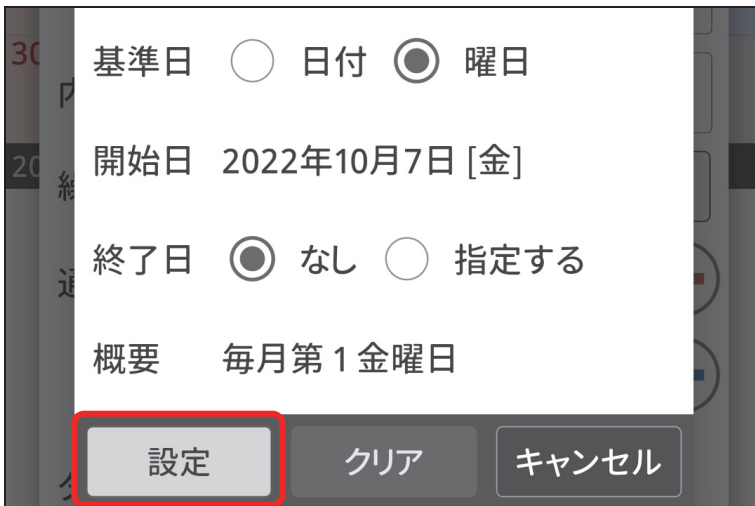 30
20
基準日 日付 曜日
開始日 2022年10月7日 [金]
終了日 なし 指定する
概要 毎月第1金曜日
設定 クリア キャンセル